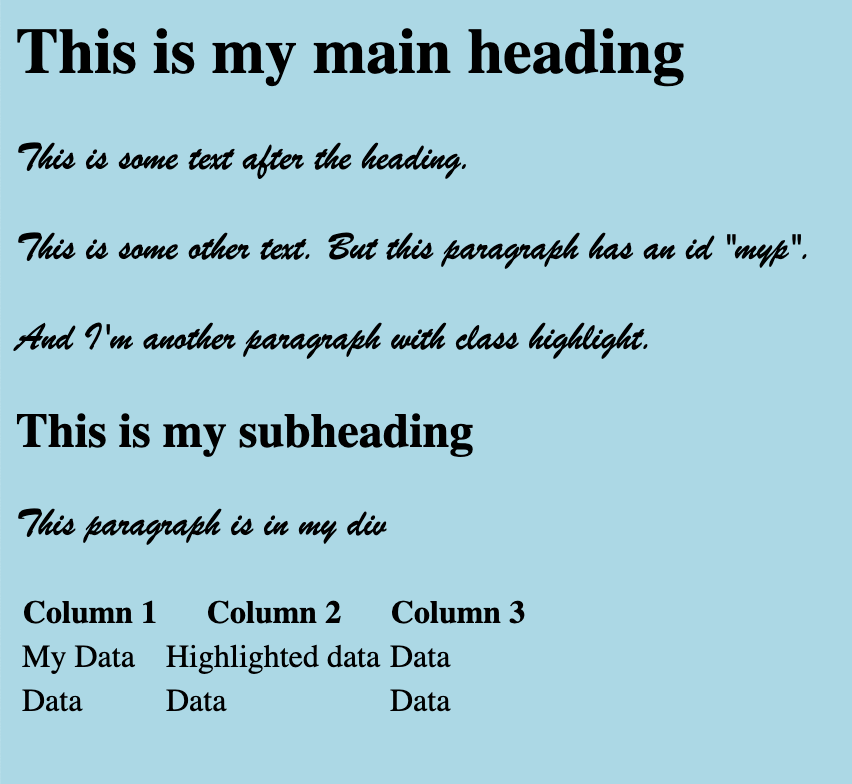 This is my main heading
This is some text after the heading.
This is some other text. But this paragraph has an id "myp".
And I'm another paragraph with class highlight.
This is my subheading
This paragraph is in my div
Column 1 Column 2 Column 3
My Data Highlighted data Data
Data Data Data